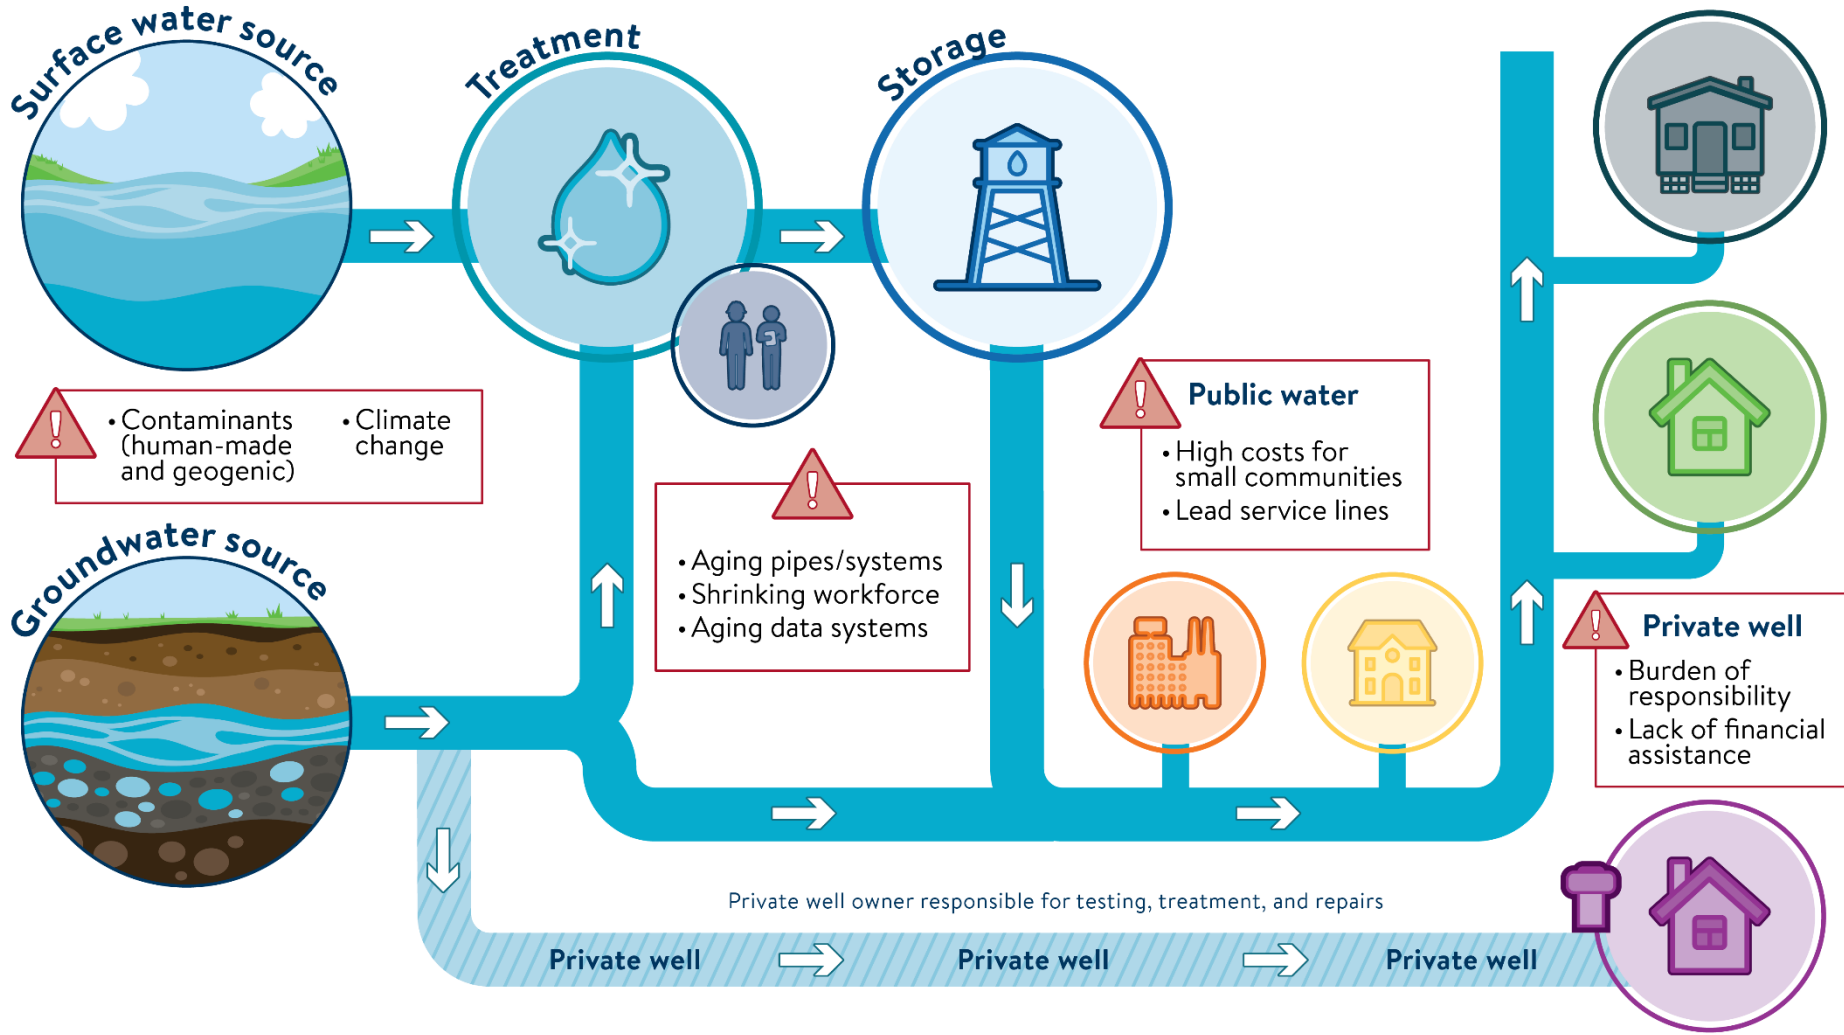 Surface water source
Treatment
Storage
• Contaminants
(human-made
and geogenic)
• Climate
change
Groundwater source
• Aging pipes/systems
• Shrinking workforce
• Aging data systems
Public water
• High costs for
small communities
• Lead service lines
Private well
• Burden of
responsibility
• Lack of financial
assistance
Private well owner responsible for testing, treatment, and repairs
Private well
Private well
Private well